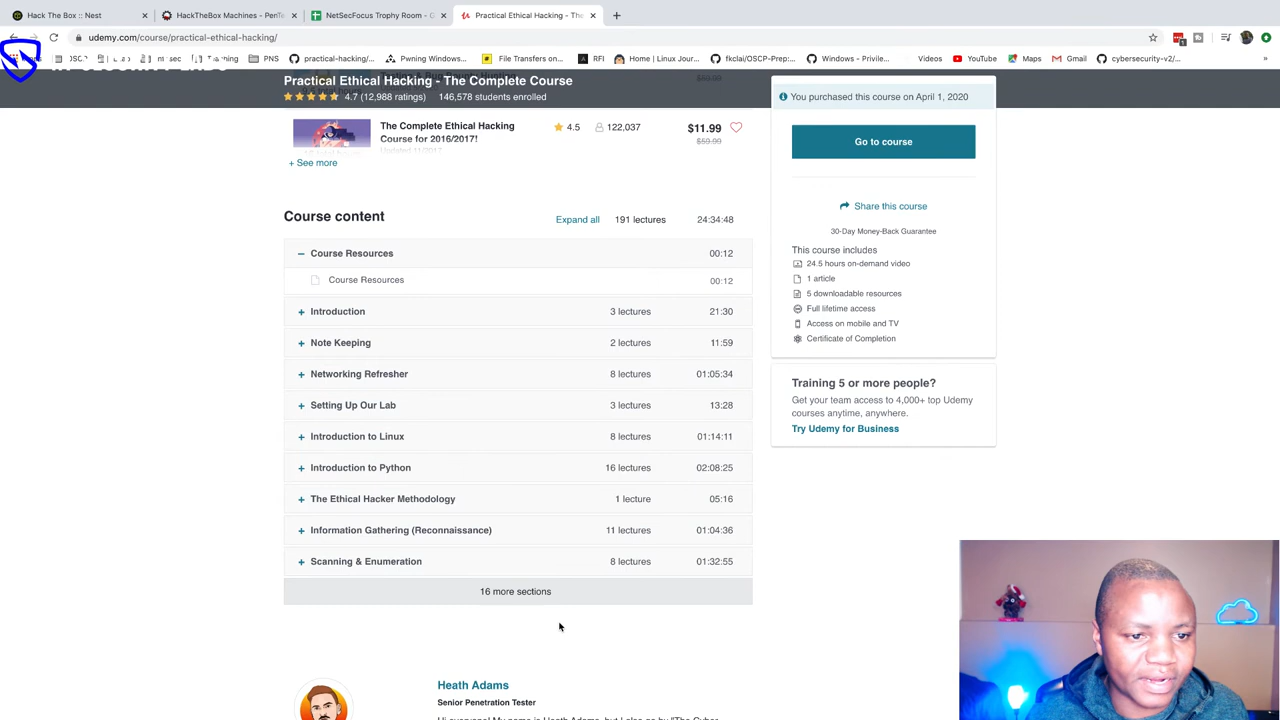 Hack The Box :: Nest
HackTheBox Machines - PenT
NetSecFocus Trophy Room - G
Practical Ethical Hacking - The
udemy.com/course/practical-ethical-hacking/
PNS
practical-hacking/...
Pwning Windows...
File Transfers on...
RFI
Home | Linux Jour...
fkclai/OSCP-Prep:...
Windows - Privile...
cybersecurity-v2/...
Videos
YouTube
Maps
Gmail
Practical Ethical Hacking - The Complete Course
4.7 (12,988 ratings) 146,578 students enrolled
The Complete Ethical Hacking
Course for 2016/2017!
4.5
122,037
$11.99
$59.99
+ See more
Course content
Expand all 191 lectures 24:34:48
Course Resources 00:12
Course Resources 00:12
Introduction 3 lectures 21:30
Note Keeping 2 lectures 11:59
Networking Refresher 8 lectures 01:05:34
Setting Up Our Lab 3 lectures 13:28
Introduction to Linux 8 lectures 01:14:11
Introduction to Python 16 lectures 02:08:25
The Ethical Hacker Methodology 1 lecture 05:16
Information Gathering (Reconnaissance) 11 lectures 01:04:36
Scanning & Enumeration 8 lectures 01:32:55
16 more sections
Heath Adams
Senior Penetration Tester
You purchased this course on April 1, 2020
Go to course
Share this course
30-Day Money-Back Guarantee
This course includes
24.5 hours on-demand video
1 article
5 downloadable resources
Full lifetime access
Access on mobile and TV
Certificate of Completion
Training 5 or more people?
Get your team access to 4,000+ top Udemy
courses anytime, anywhere.
Try Udemy for Business